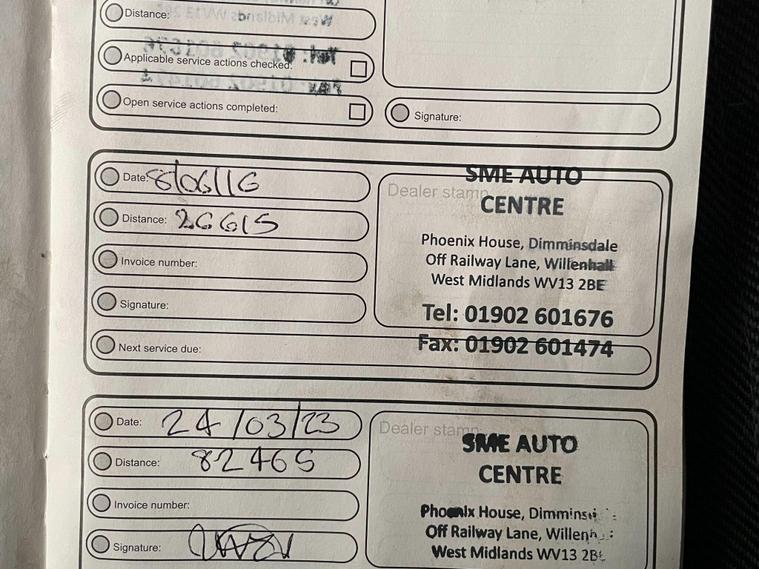 Distance:
Applicable service actions checked:
Open service actions completed:
Signature:
Date: 8/06/16
Distance: 26615
Invoice number:
Signature:
Next service due:
Dealer stamp
SME AUTO
CENTRE
Phoenix House, Dimminsdale
Off Railway Lane, Willenhall
West Midlands WV13 2BE
Tel: 01902 601676
Fax: 01902 601474
Date: 24/03/23
Distance: 82465
Invoice number:
Signature:
Dealer stamp
SME AUTO
CENTRE
Phoenix House, Dimmins
Off Railway Lane, Willenh
West Midlands WV13 2B